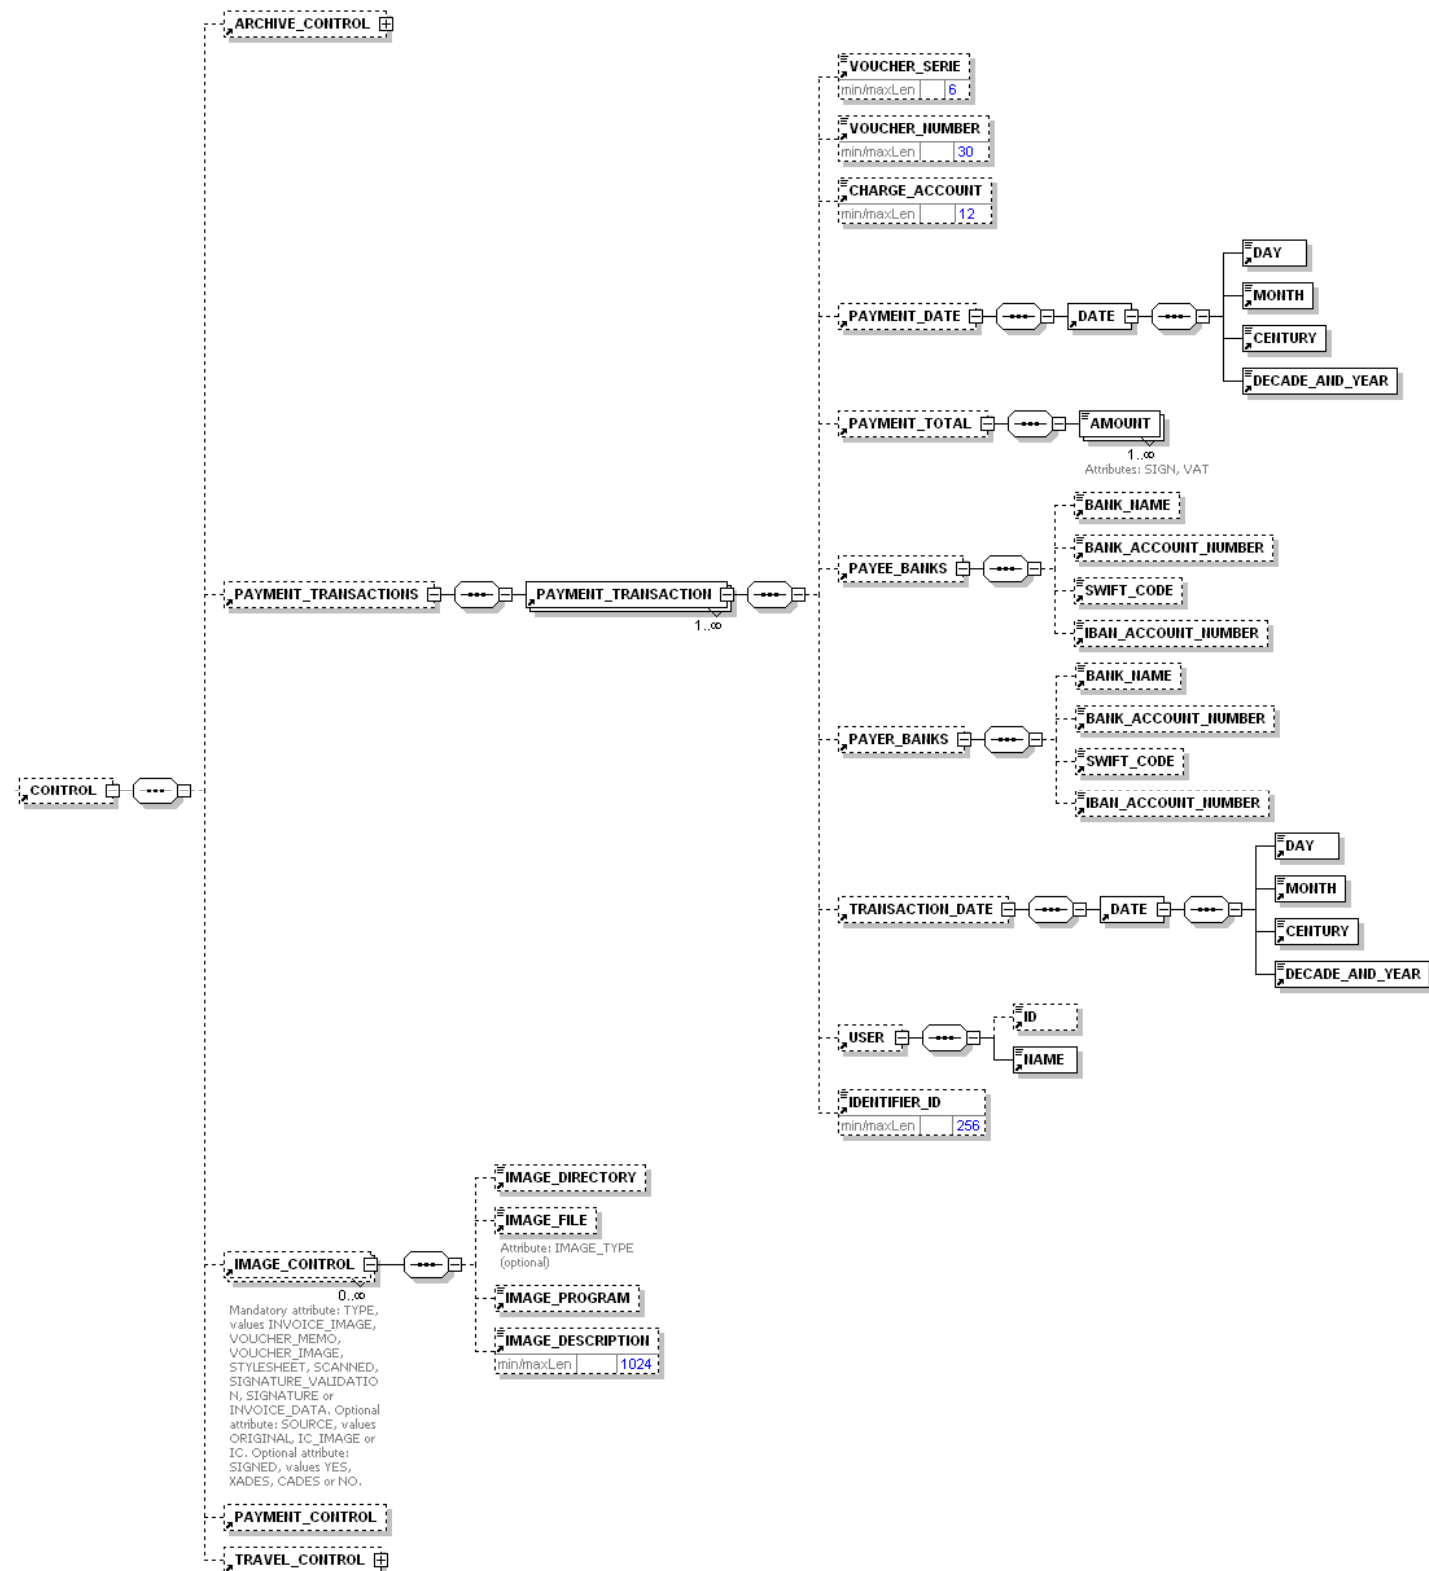 ARCHIVE_CONTROL
VOUCHER_SERIE
min/maxLen 6
VOUCHER_NUMBER
min/maxLen 30
CHARGE_ACCOUNT
min/maxLen 12
DAY
MONTH
PAYMENT_DATE DATE
CENTURY
DECADE_AND_YEAR
PAYMENT_TOTAL AMOUNT
1..∞
Attributes: SIGN, VAT
BANK_NAME
BANK_ACCOUNT_NUMBER
PAYEE_BANKS
SWIFT_CODE
PAYMENT_TRANSACTIONS PAYMENT_TRANSACTION
1..∞
IBAN_ACCOUNT_NUMBER
BANK_NAME
BANK_ACCOUNT_NUMBER
PAYER_BANKS
SWIFT_CODE
CONTROL
IBAN_ACCOUNT_NUMBER
DAY
MONTH
TRANSACTION_DATE DATE
CENTURY
DECADE_AND_YEAR
ID
USER
NAME
IDENTIFIER_ID
min/maxLen 256
IMAGE_DIRECTORY
IMAGE_FILE
Attribute: IMAGE_TYPE
(optional)
IMAGE_CONTROL
0..∞
IMAGE_PROGRAM
IMAGE_DESCRIPTION
min/maxLen 1024
Mandatory attribute: TYPE,
values INVOICE_IMAGE,
VOUCHER_MEMO,
VOUCHER_IMAGE,
STYLESHEET, SCANNED,
SIGNATURE_VALIDATIO
N, SIGNATURE or
INVOICE_DATA. Optional
attribute: SOURCE, values
ORIGINAL, IC_IMAGE or
IC. Optional attribute:
SIGNED, values YES,
XADES, CADES or NO.
PAYMENT_CONTROL
TRAVEL_CONTROL